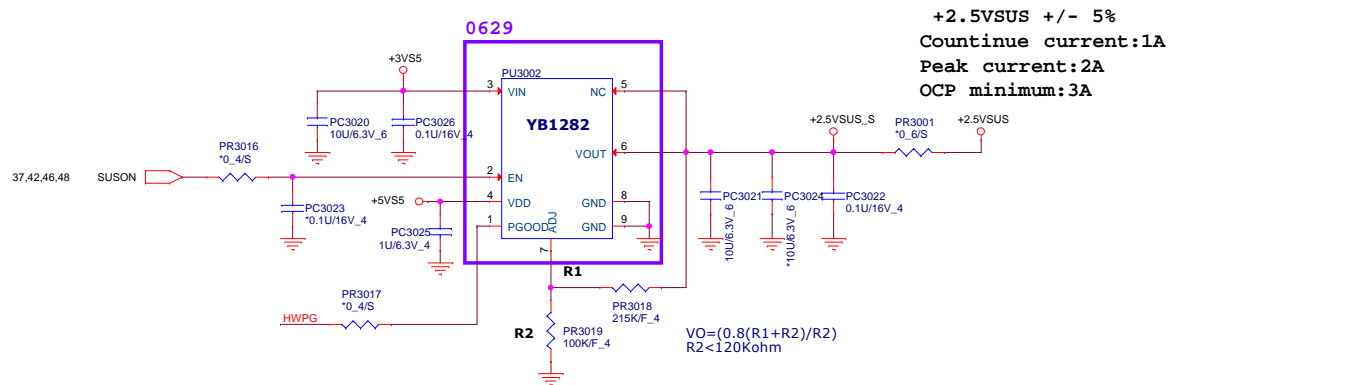 +2.5VSUS +/- 5%
Countinue current:1A
Peak current:2A
OCP minimum:3A
0629
+3VS5
PU3002
3
VIN
NC
5
YB1282
PC3020
10U/6.3V_6
PC3026
0.1U/16V_4
VOUT
6
+2.5VSUS_S
PR3001
*0_6/S
+2.5VSUS
PR3016
*0_4/S
37,42,46,48
SUSON
2
EN
PC3023
*0.1U/16V_4
+5VS5
4
VDD
GND
8
PC3025
1U/6.3V_4
1
PGOOD
ADJ
GND
9
7
PC3021
10U/6.3V_6
PC3024
*10U/6.3V_6
PC3022
0.1U/16V_4
R1
PR3018
215K/F_4
PR3017
*0_4/S
HWPG
R2
PR3019
100K/F_4
VO=(0.8(R1+R2)/R2)
R2<120Kohm